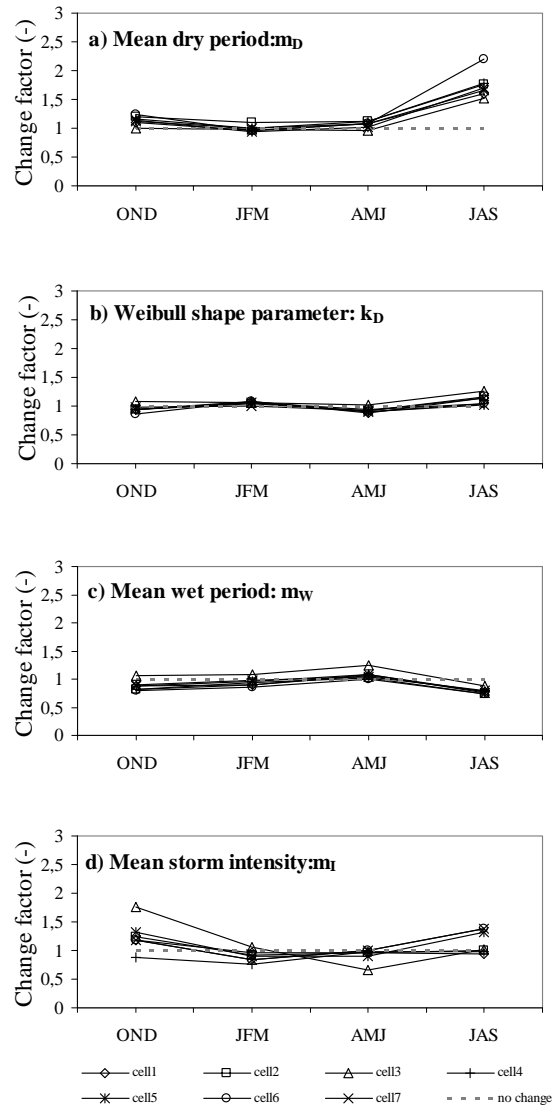 a) Mean dry period:mD
Change factor (-)
3
2,5
2
1,5
1
0,5
0
OND JFM AMJ JAS
b) Weibull shape parameter: kD
Change factor (-)
3
2,5
2
1,5
1
0,5
0
OND JFM AMJ JAS
c) Mean wet period: mW
Change factor (-)
3
2,5
2
1,5
1
0,5
0
OND JFM AMJ JAS
d) Mean storm intensity:mI
Change factor (-)
3
2,5
2
1,5
1
0,5
0
OND JFM AMJ JAS
cell1 cell2 cell3 cell4
cell5 cell6 cell7 no change